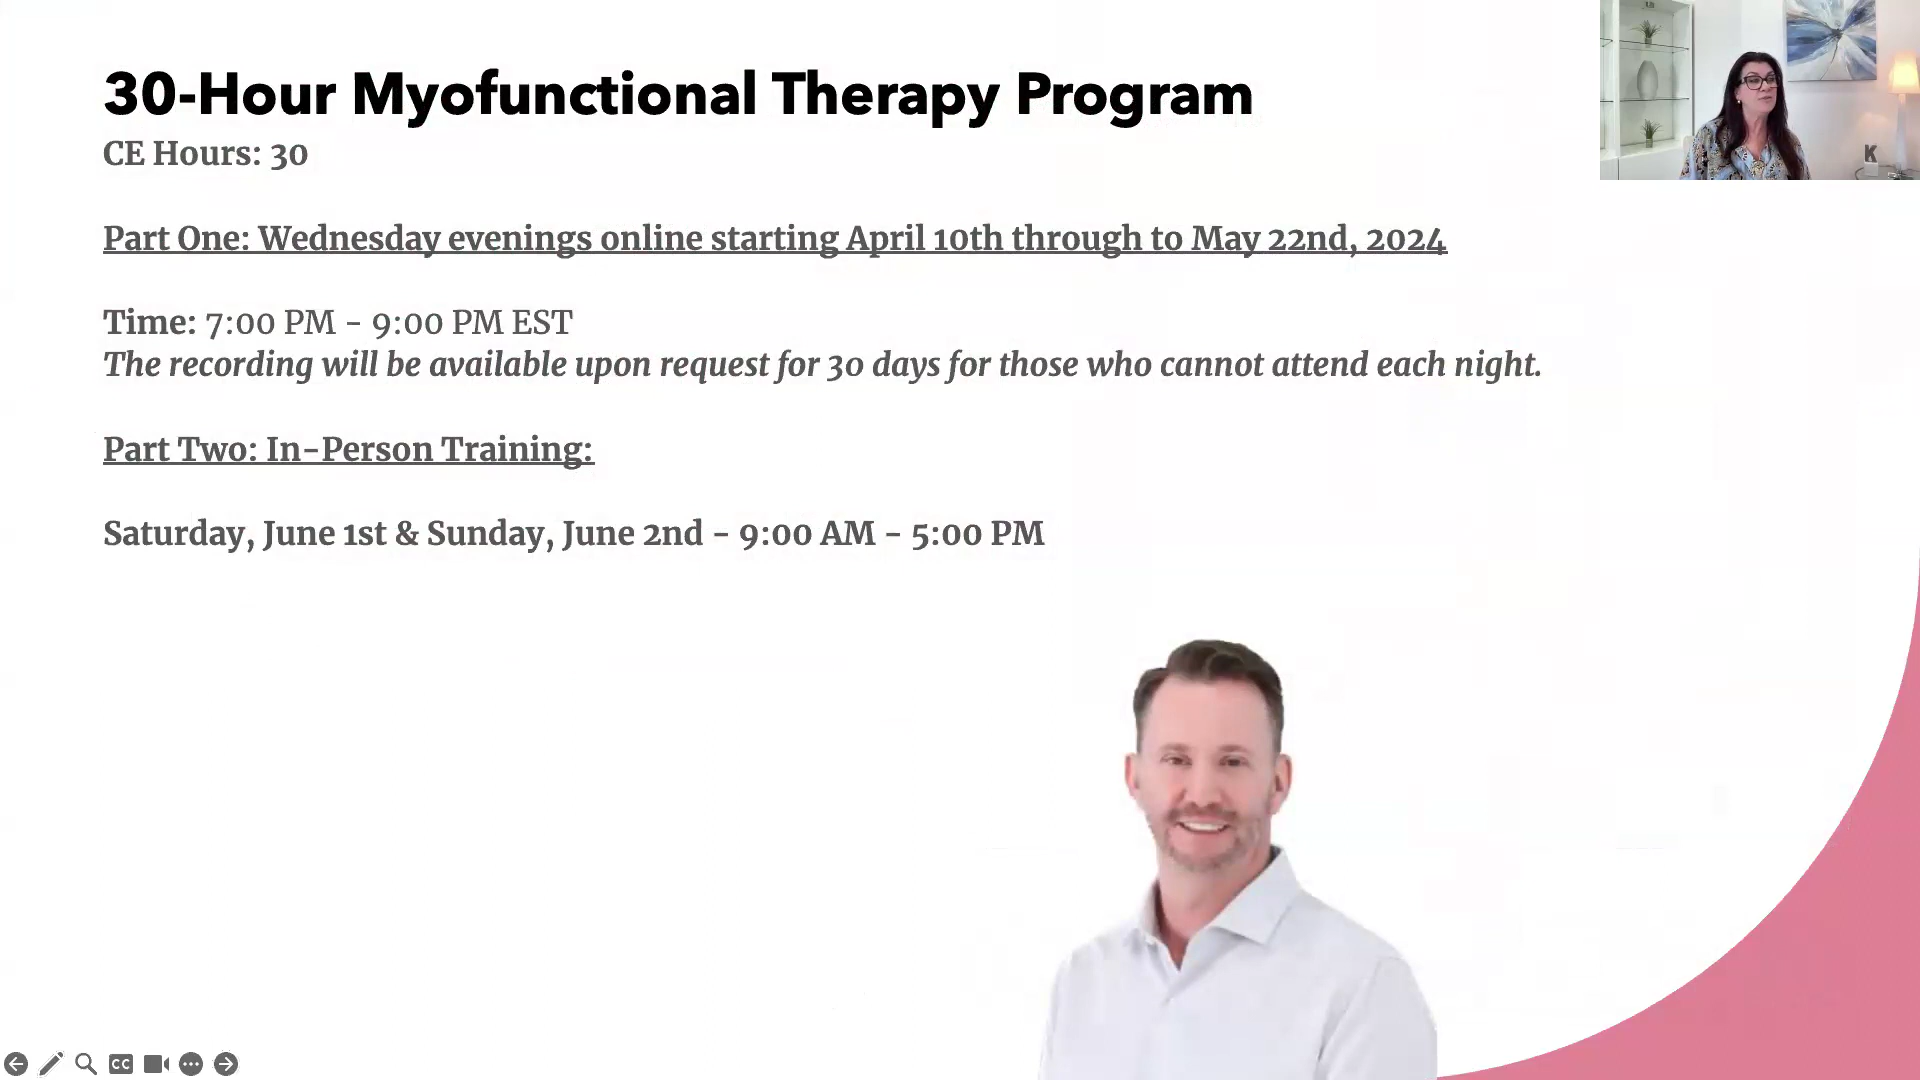 30-Hour Myofunctional Therapy Program
CE Hours: 30
Part One: Wednesday evenings online starting April 10th through to May 22nd, 2024
Time: 7:00 PM - 9:00 PM EST
The recording will be available upon request for 30 days for those who cannot attend each night.
Part Two: In-Person Training:
Saturday, June 1st & Sunday, June 2nd - 9:00 AM - 5:00 PM
K
CC